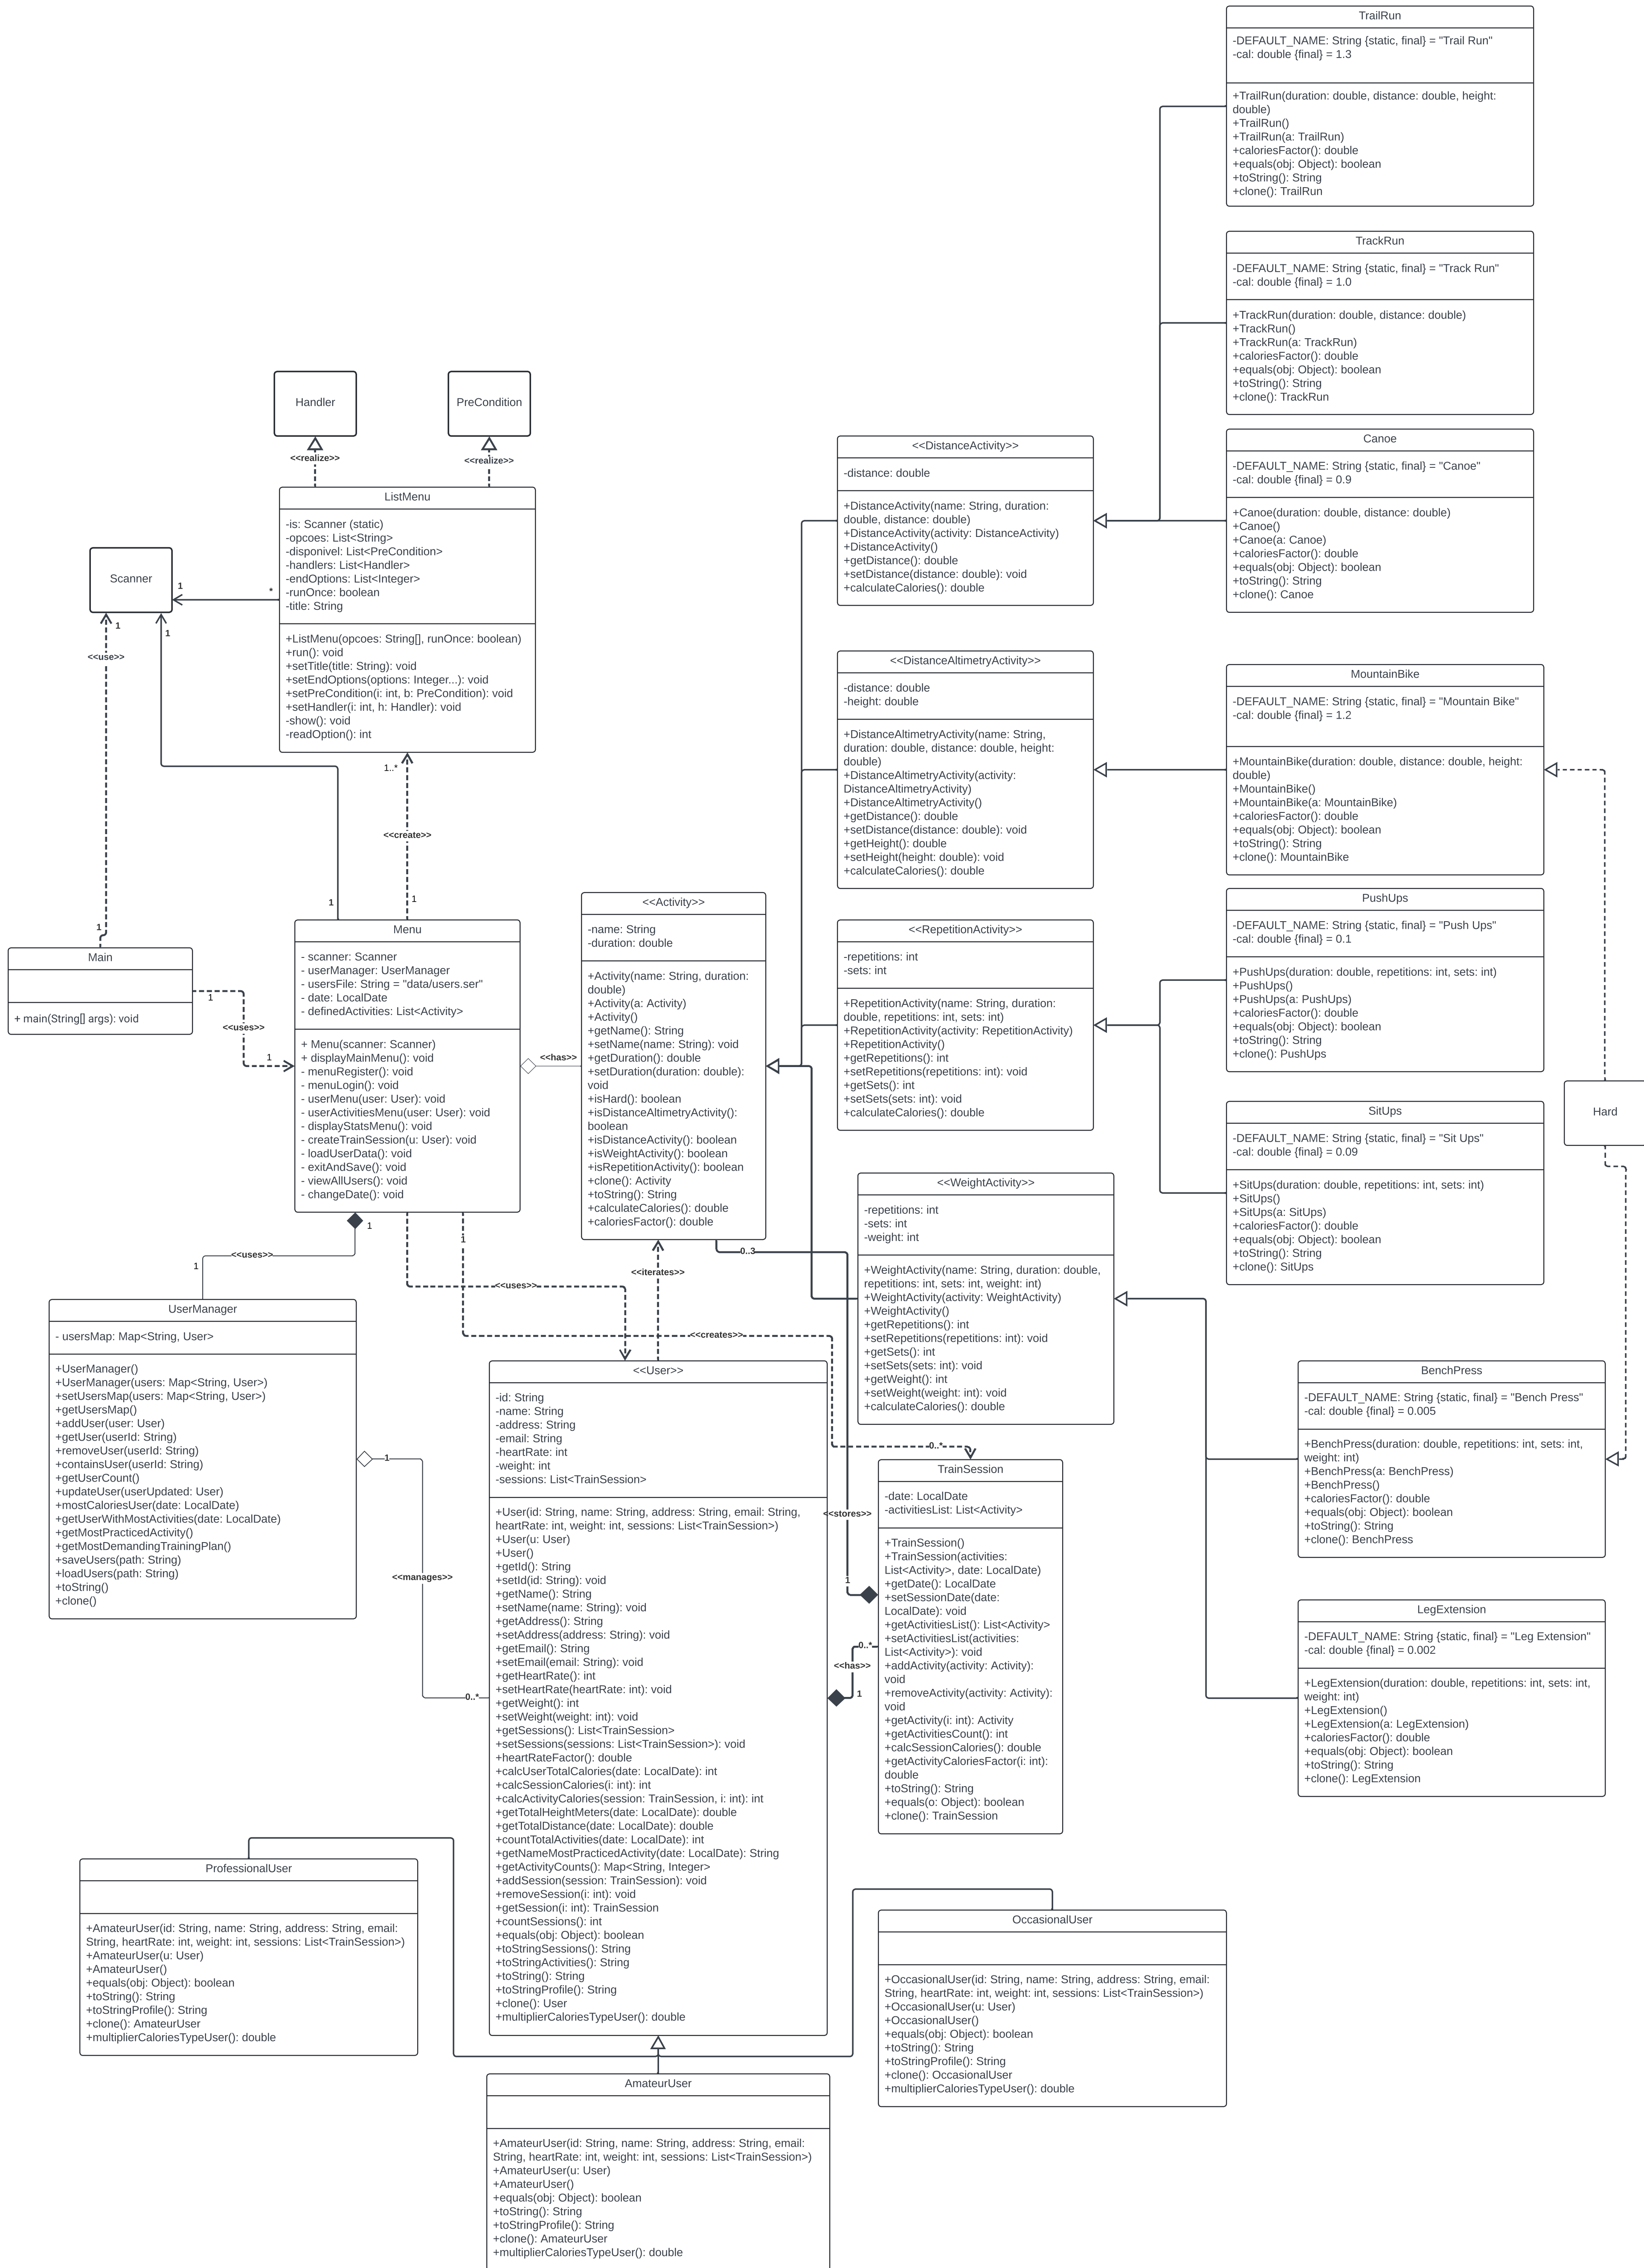 TrailRun
-DEFAULT_NAME: String {static, final} = "Trail Run"
-cal: double {final} = 1.3
+TrailRun(duration: double, distance: double, height:
double)
+TrailRun()
+TrailRun(a: TrailRun)
+caloriesFactor(): double
+equals(obj: Object): boolean
+toString(): String
+clone(): TrailRun
TrackRun
-DEFAULT_NAME: String {static, final} = "Track Run"
-cal: double {final} = 1.0
+TrackRun(duration: double, distance: double)
+TrackRun()
+TrackRun(a: TrackRun)
+caloriesFactor(): double
+equals(obj: Object): boolean
+toString(): String
+clone(): TrackRun
Handler
PreCondition
<<realize>>
<<realize>>
ListMenu
-is: Scanner (static)
-opcoes: List<String>
-disponivel: List<PreCondition>
-handlers: List<Handler>
-endOptions: List<Integer>
-runOnce: boolean
-title: String
+ListMenu(opcoes: String[], runOnce: boolean)
+run(): void
+setTitle(title: String): void
+setEndOptions(options: Integer...): void
+setPreCondition(i: int, b: PreCondition): void
+setHandler(i: int, h: Handler): void
-show(): void
-readOption(): int
Scanner
1
*
1
1
<<use>>
1
1..*
<<create>>
1
1
<<DistanceActivity>>
-distance: double
+DistanceActivity(name: String, duration:
double, distance: double)
+DistanceActivity(activity: DistanceActivity)
+DistanceActivity()
+getDistance(): double
+setDistance(distance: double): void
+calculateCalories(): double
Canoe
-DEFAULT_NAME: String {static, final} = "Canoe"
-cal: double {final} = 0.9
+Canoe(duration: double, distance: double)
+Canoe()
+Canoe(a: Canoe)
+caloriesFactor(): double
+equals(obj: Object): boolean
+toString(): String
+clone(): Canoe
<<DistanceAltimetryActivity>>
-distance: double
-height: double
+DistanceAltimetryActivity(name: String,
duration: double, distance: double, height:
double)
+DistanceAltimetryActivity(activity:
DistanceAltimetryActivity)
+DistanceAltimetryActivity()
+getDistance(): double
+setDistance(distance: double): void
+getHeight(): double
+setHeight(height: double): void
+calculateCalories(): double
MountainBike
-DEFAULT_NAME: String {static, final} = "Mountain Bike"
-cal: double {final} = 1.2
+MountainBike(duration: double, distance: double, height:
double)
+MountainBike()
+MountainBike(a: MountainBike)
+caloriesFactor(): double
+equals(obj: Object): boolean
+toString(): String
+clone(): MountainBike
Main
+ main(String[] args): void
1
<<uses>>
1
Menu
- scanner: Scanner
- userManager: UserManager
- usersFile: String = "data/users.ser"
- date: LocalDate
- definedActivities: List<Activity>
+ Menu(scanner: Scanner)
+ displayMainMenu(): void
- menuRegister(): void
- menuLogin(): void
- userMenu(user: User): void
- userActivitiesMenu(user: User): void
- displayStatsMenu(): void
- createTrainSession(u: User): void
- loadUserData(): void
- exitAndSave(): void
- viewAllUsers(): void
- changeDate(): void
<<has>>
<<Activity>>
-name: String
-duration: double
+Activity(name: String, duration:
double)
+Activity(a: Activity)
+Activity()
+getName(): String
+setName(name: String): void
+getDuration(): double
+setDuration(duration: double):
void
+isHard(): boolean
+isDistanceAltimetryActivity():
boolean
+isDistanceActivity(): boolean
+isWeightActivity(): boolean
+isRepetitionActivity(): boolean
+clone(): Activity
+toString(): String
+calculateCalories(): double
+caloriesFactor(): double
<<RepetitionActivity>>
-repetitions: int
-sets: int
+RepetitionActivity(name: String, duration:
double, repetitions: int, sets: int)
+RepetitionActivity(activity: RepetitionActivity)
+RepetitionActivity()
+getRepetitions(): int
+setRepetitions(repetitions: int): void
+getSets(): int
+setSets(sets: int): void
+calculateCalories(): double
PushUps
-DEFAULT_NAME: String {static, final} = "Push Ups"
-cal: double {final} = 0.1
+PushUps(duration: double, repetitions: int, sets: int)
+PushUps()
+PushUps(a: PushUps)
+caloriesFactor(): double
+equals(obj: Object): boolean
+toString(): String
+clone(): PushUps
Hard
SitUps
-DEFAULT_NAME: String {static, final} = "Sit Ups"
-cal: double {final} = 0.09
+SitUps(duration: double, repetitions: int, sets: int)
+SitUps()
+SitUps(a: SitUps)
+caloriesFactor(): double
+equals(obj: Object): boolean
+toString(): String
+clone(): SitUps
<<WeightActivity>>
-repetitions: int
-sets: int
-weight: int
+WeightActivity(name: String, duration: double,
repetitions: int, sets: int, weight: int)
+WeightActivity(activity: WeightActivity)
+WeightActivity()
+getRepetitions(): int
+setRepetitions(repetitions: int): void
+getSets(): int
+setSets(sets: int): void
+getWeight(): int
+setWeight(weight: int): void
+calculateCalories(): double
1
<<uses>>
1
1
<<uses>>
<<iterates>>
0..3
<<creates>>
0..*
UserManager
- usersMap: Map<String, User>
+UserManager()
+UserManager(users: Map<String, User>)
+setUsersMap(users: Map<String, User>)
+getUsersMap()
+addUser(user: User)
+getUser(userId: String)
+removeUser(userId: String)
+containsUser(userId: String)
+getUserCount()
+updateUser(userUpdated: User)
+mostCaloriesUser(date: LocalDate)
+getUserWithMostActivities(date: LocalDate)
+getMostPracticedActivity()
+getMostDemandingTrainingPlan()
+saveUsers(path: String)
+loadUsers(path: String)
+toString()
+clone()
1
<<manages>>
0..*
<<User>>
-id: String
-name: String
-address: String
-email: String
-heartRate: int
-weight: int
-sessions: List<TrainSession>
+User(id: String, name: String, address: String, email: String,
heartRate: int, weight: int, sessions: List<TrainSession>)
+User(u: User)
+User()
+getId(): String
+setId(id: String): void
+getName(): String
+setName(name: String): void
+getAddress(): String
+setAddress(address: String): void
+getEmail(): String
+setEmail(email: String): void
+getHeartRate(): int
+setHeartRate(heartRate: int): void
+getWeight(): int
+setWeight(weight: int): void
+getSessions(): List<TrainSession>
+setSessions(sessions: List<TrainSession>): void
+heartRateFactor(): double
+calcUserTotalCalories(date: LocalDate): int
+calcSessionCalories(i: int): int
+calcActivityCalories(session: TrainSession, i: int): int
+getTotalHeightMeters(date: LocalDate): double
+getTotalDistance(date: LocalDate): double
+countTotalActivities(date: LocalDate): int
+getNameMostPracticedActivity(date: LocalDate): String
+getActivityCounts(): Map<String, Integer>
+addSession(session: TrainSession): void
+removeSession(i: int): void
+getSession(i: int): TrainSession
+countSessions(): int
+equals(obj: Object): boolean
+toStringSessions(): String
+toStringActivities(): String
+toString(): String
+toStringProfile(): String
+clone(): User
+multiplierCaloriesTypeUser(): double
<<stores>>
1
0..*
<<has>>
1
TrainSession
-date: LocalDate
-activitiesList: List<Activity>
+TrainSession()
+TrainSession(activities:
List<Activity>, date: LocalDate)
+getDate(): LocalDate
+setSessionDate(date:
LocalDate): void
+getActivitiesList(): List<Activity>
+setActivitiesList(activities:
List<Activity>): void
+addActivity(activity: Activity):
void
+removeActivity(activity: Activity):
void
+getActivity(i: int): Activity
+getActivitiesCount(): int
+calcSessionCalories(): double
+getActivityCaloriesFactor(i: int):
double
+toString(): String
+equals(o: Object): boolean
+clone(): TrainSession
BenchPress
-DEFAULT_NAME: String {static, final} = "Bench Press"
-cal: double {final} = 0.005
+BenchPress(duration: double, repetitions: int, sets: int,
weight: int)
+BenchPress(a: BenchPress)
+BenchPress()
+caloriesFactor(): double
+equals(obj: Object): boolean
+toString(): String
+clone(): BenchPress
LegExtension
-DEFAULT_NAME: String {static, final} = "Leg Extension"
-cal: double {final} = 0.002
+LegExtension(duration: double, repetitions: int, sets: int,
weight: int)
+LegExtension()
+LegExtension(a: LegExtension)
+caloriesFactor(): double
+equals(obj: Object): boolean
+toString(): String
+clone(): LegExtension
ProfessionalUser
+AmateurUser(id: String, name: String, address: String, email:
String, heartRate: int, weight: int, sessions: List<TrainSession>)
+AmateurUser(u: User)
+AmateurUser()
+equals(obj: Object): boolean
+toString(): String
+toStringProfile(): String
+clone(): AmateurUser
+multiplierCaloriesTypeUser(): double
OccasionalUser
+OccasionalUser(id: String, name: String, address: String, email:
String, heartRate: int, weight: int, sessions: List<TrainSession>)
+OccasionalUser(u: User)
+OccasionalUser()
+equals(obj: Object): boolean
+toString(): String
+toStringProfile(): String
+clone(): OccasionalUser
+multiplierCaloriesTypeUser(): double
AmateurUser
+AmateurUser(id: String, name: String, address: String, email:
String, heartRate: int, weight: int, sessions: List<TrainSession>)
+AmateurUser(u: User)
+AmateurUser()
+equals(obj: Object): boolean
+toString(): String
+toStringProfile(): String
+clone(): AmateurUser
+multiplierCaloriesTypeUser(): double